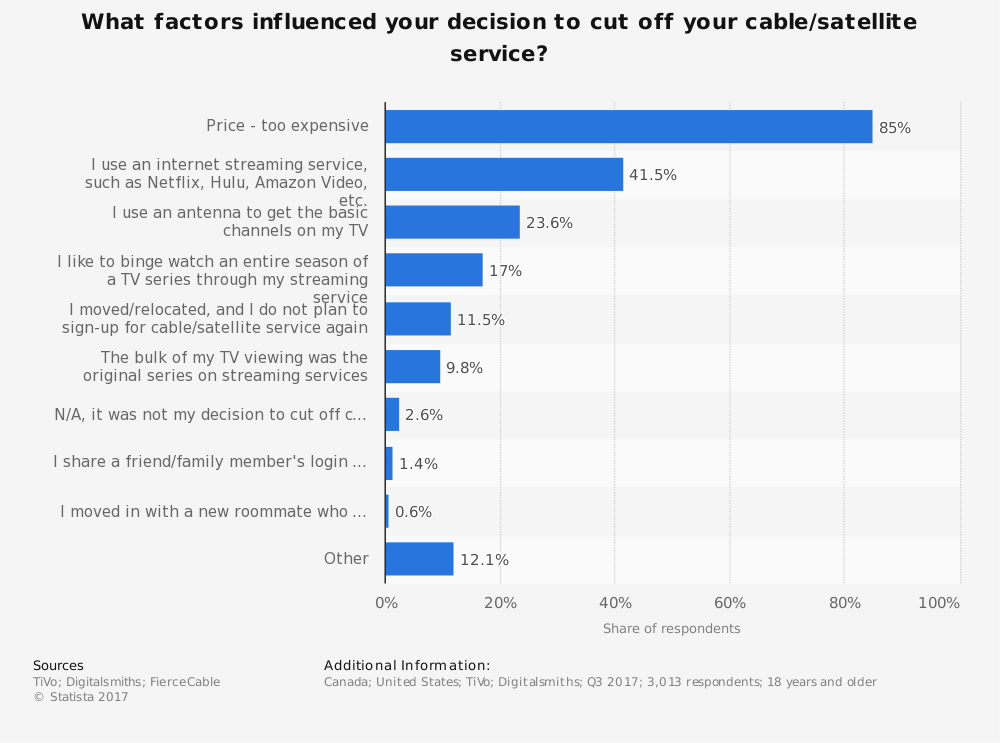 What factors influenced your decision to cut off your cable/satellite
service?
Price - too expensive
85%
I use an internet streaming service,
such as Netflix, Hulu, Amazon Video,
etc.
41.5%
I use an antenna to get the basic
channels on my TV
23.6%
I like to binge watch an entire season of
a TV series through my streaming
service
17%
I moved/relocated, and I do not plan to
sign-up for cable/satellite service again
11.5%
The bulk of my TV viewing was the
original series on streaming services
9.8%
N/A, it was not my decision to cut off c...
2.6%
I share a friend/family member's login ...
1.4%
I moved in with a new roommate who ...
0.6%
Other
12.1%
0% 20% 40% 60% 80% 100%
Share of respondents
Sources
TiVo; Digitalsmiths; FierceCable
© Statista 2017
Additional Information:
Canada; United States; TiVo; Digitalsmiths; Q3 2017; 3,013 respondents; 18 years and older